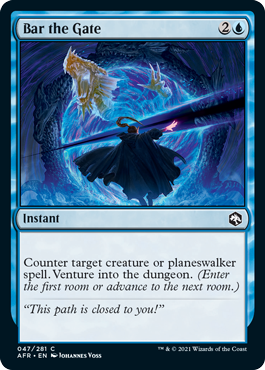 Bar the Gate 2
Instant
Counter target creature or planeswalker
spell. Venture into the dungeon. (Enter
the first room or advance to the next room.)
“This path is closed to you!”
047/281 C
AFR • EN Johannes Voss
™ & © 2021 Wizards of the Coast